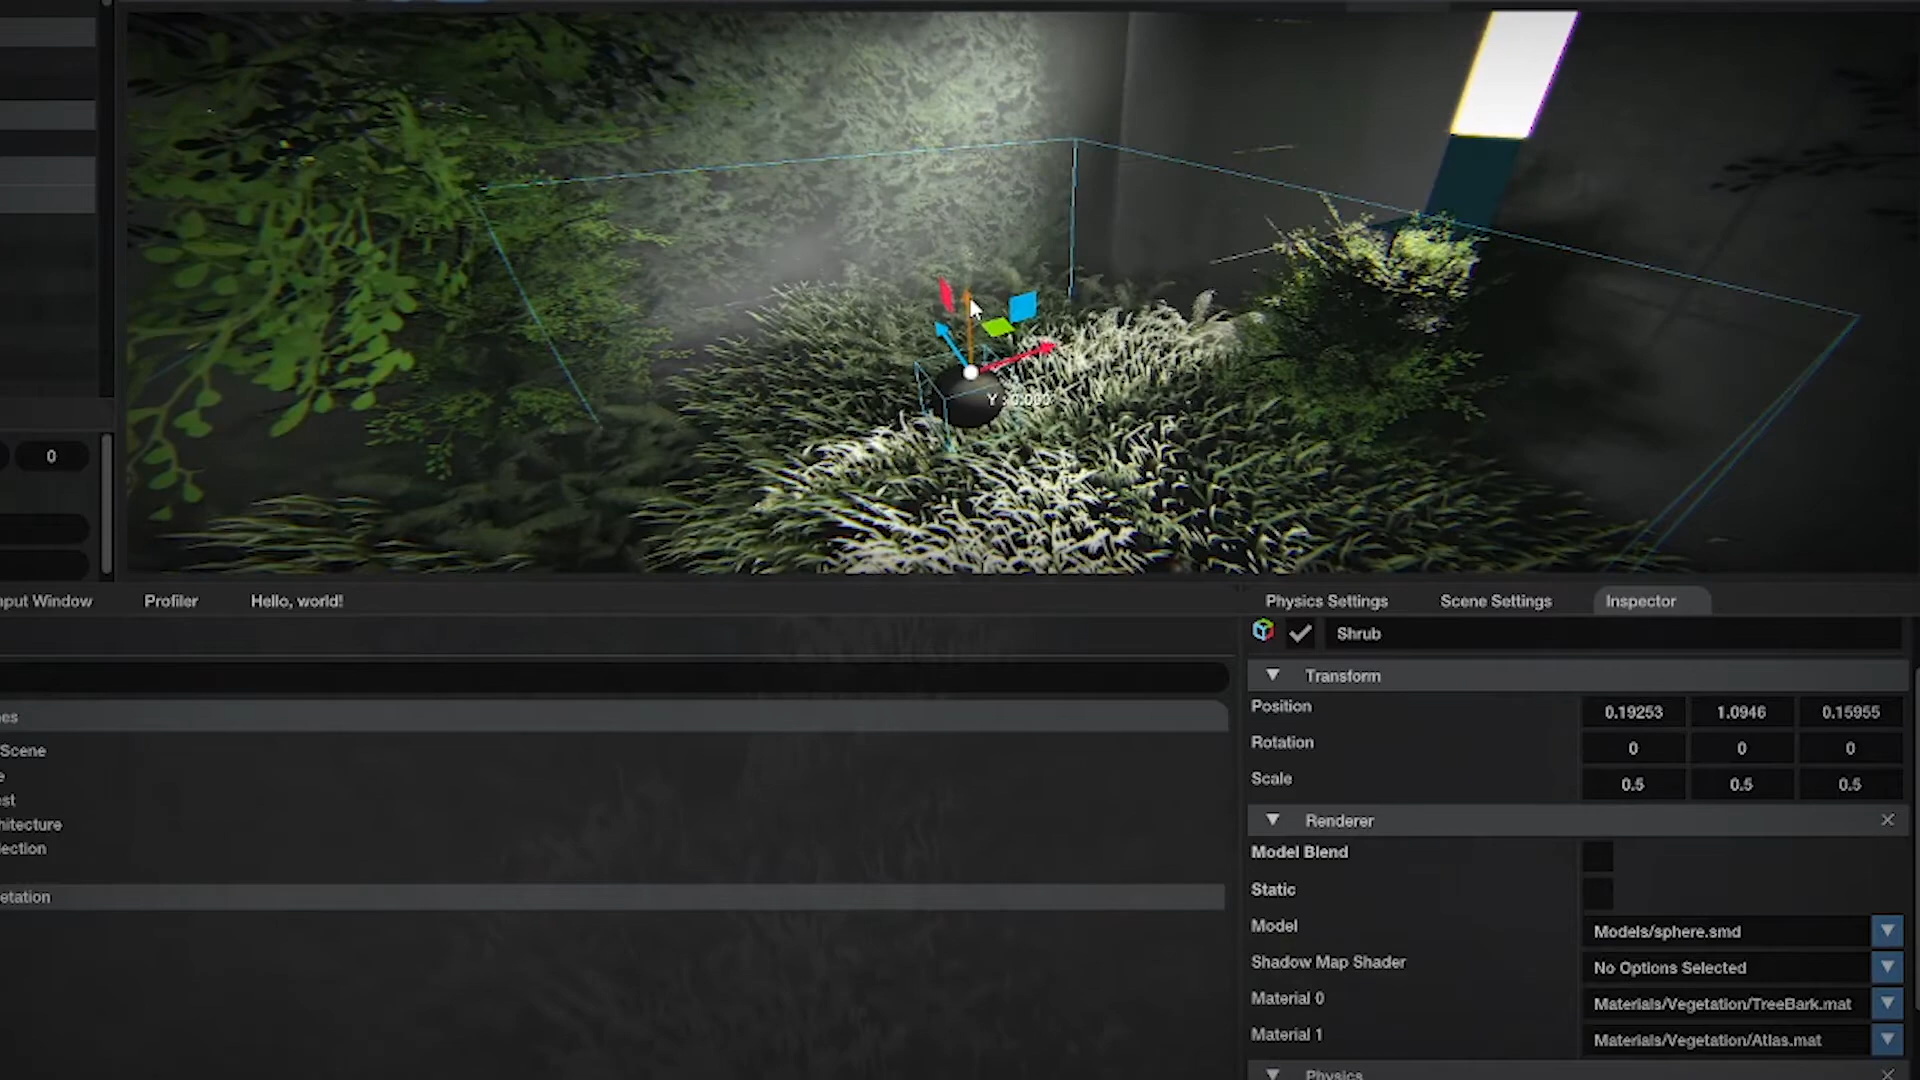 Y : 0.000
0
nput Window Profiler Hello, world!
Physics Settings Scene Settings Inspector
Shrub
Transform
Position 0.19253 1.0946 0.15955
Rotation 0 0 0
Scale 0.5 0.5 0.5
Renderer
Model Blend
Static
Model Models/sphere.smd
Shadow Map Shader No Options Selected
Material 0 Materials/Vegetation/TreeBark.mat
Material 1 Materials/Vegetation/Atlas.mat
Physics
es
Scene
e
st
hitecture
ection
etation